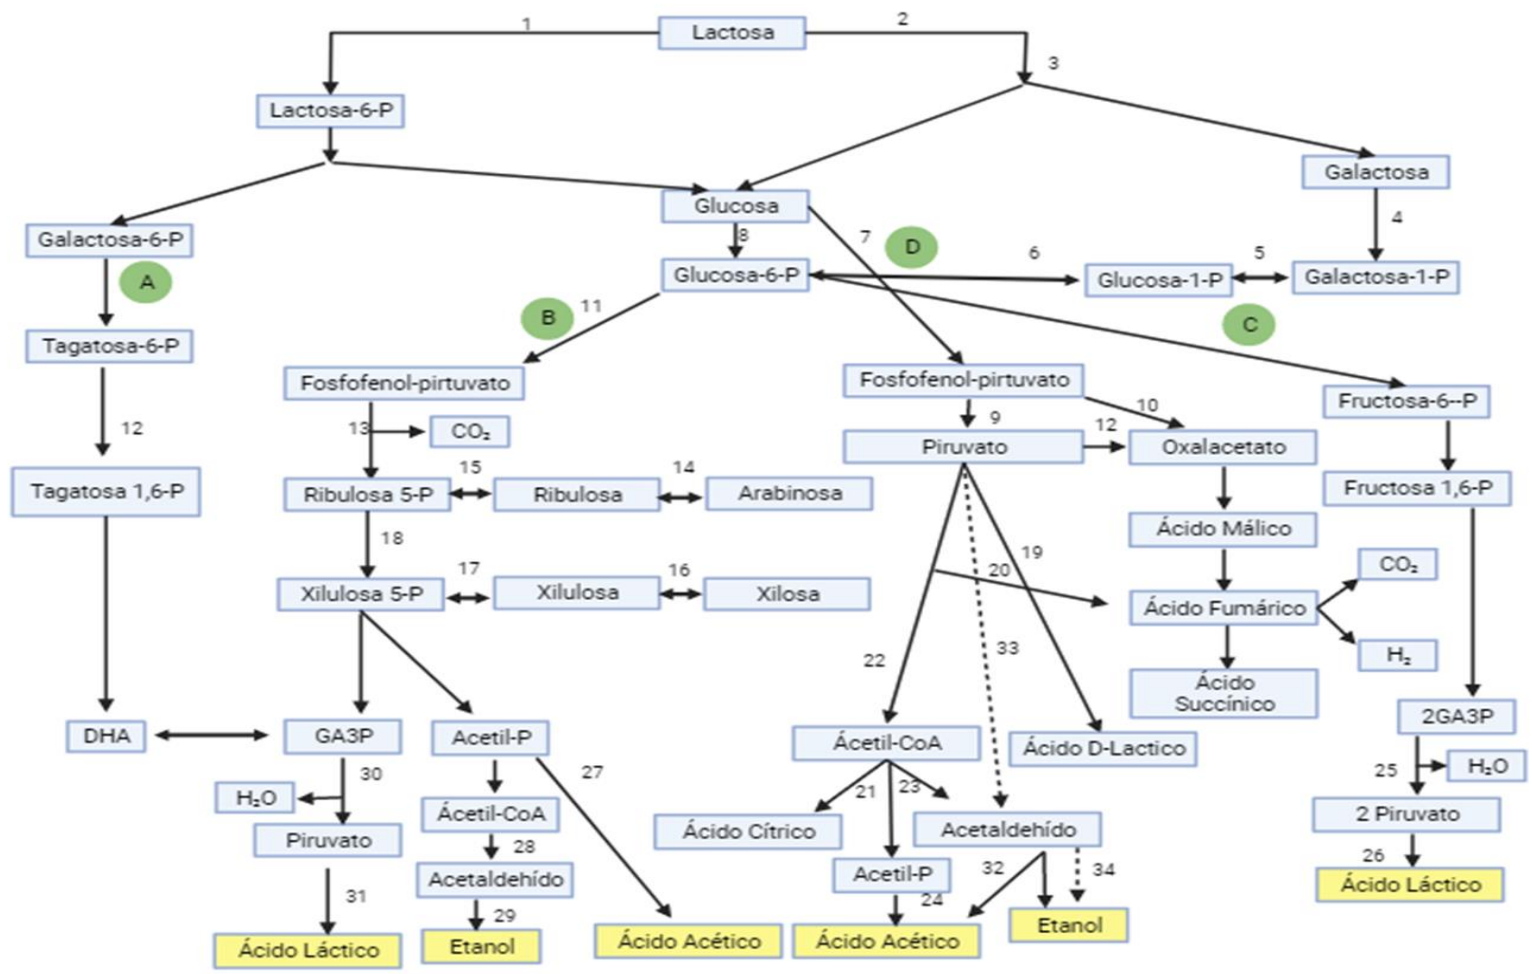 1
2
Lactosa
3
Lactosa-6-P
Galactosa
Glucosa
4
Galactosa-6-P
8
7
D
6
5
A
Glucosa-6-P
Glucosa-1-P
Galactosa-1-P
B
11
C
Tagatosa-6-P
Fosfofenol-pirtuvato
Fosfofenol-pirtuvato
Fructosa-6--P
10
9
12
13
CO₂
12
Piruvato
Oxalacetato
15
14
Tagatosa 1,6-P
Ribulosa 5-P
Ribulosa
Arabinosa
Fructosa 1,6-P
18
Ácido Málico
19
17
16
20
CO₂
Xilulosa 5-P
Xilulosa
Xilosa
Ácido Fumárico
33
22
H₂
Ácido
Succínico
DHA
GA3P
Acetil-P
Ácetil-CoA
Ácido D-Lactico
2GA3P
30
27
21
23
25
H₂O
H₂O
Ácetil-CoA
Piruvato
Ácido Cítrico
Acetaldehído
2 Piruvato
28
26
Acetaldehído
Acetil-P
32
34
Ácido Láctico
31
29
24
Ácido Láctico
Etanol
Ácido Acético
Ácido Acético
Etanol